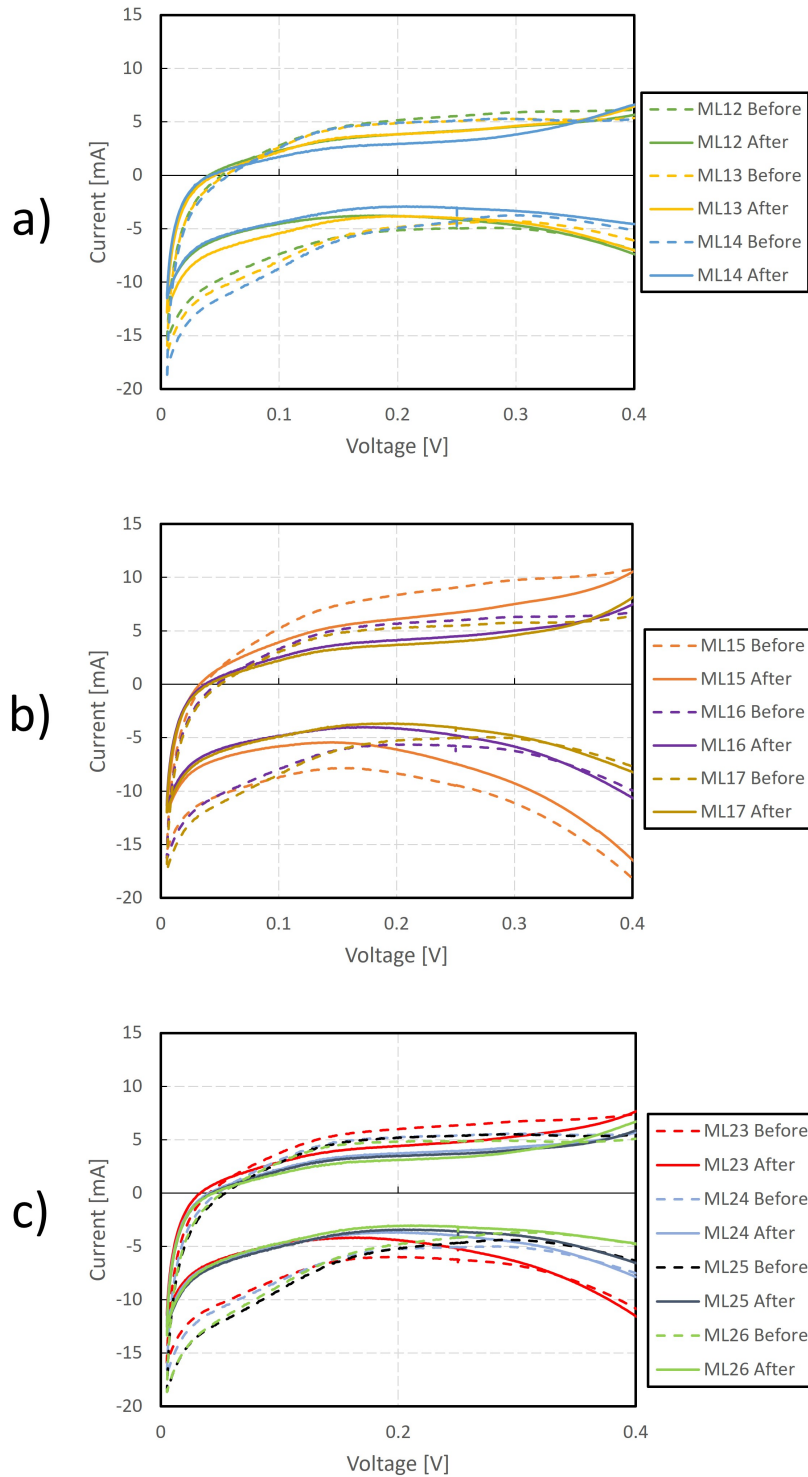 a)
Current [mA]
15
10
5
0
-5
-10
-15
-20
0 0.1 0.2 0.3 0.4
Voltage [V]
ML12 Before
ML12 After
ML13 Before
ML13 After
ML14 Before
ML14 After
b)
Current [mA]
15
10
5
0
-5
-10
-15
-20
0 0.1 0.2 0.3 0.4
Voltage [V]
ML15 Before
ML15 After
ML16 Before
ML16 After
ML17 Before
ML17 After
c)
Current [mA]
15
10
5
0
-5
-10
-15
-20
0 0.2 0.4
Voltage [V]
ML23 Before
ML23 After
ML24 Before
ML24 After
ML25 Before
ML25 After
ML26 Before
ML26 After